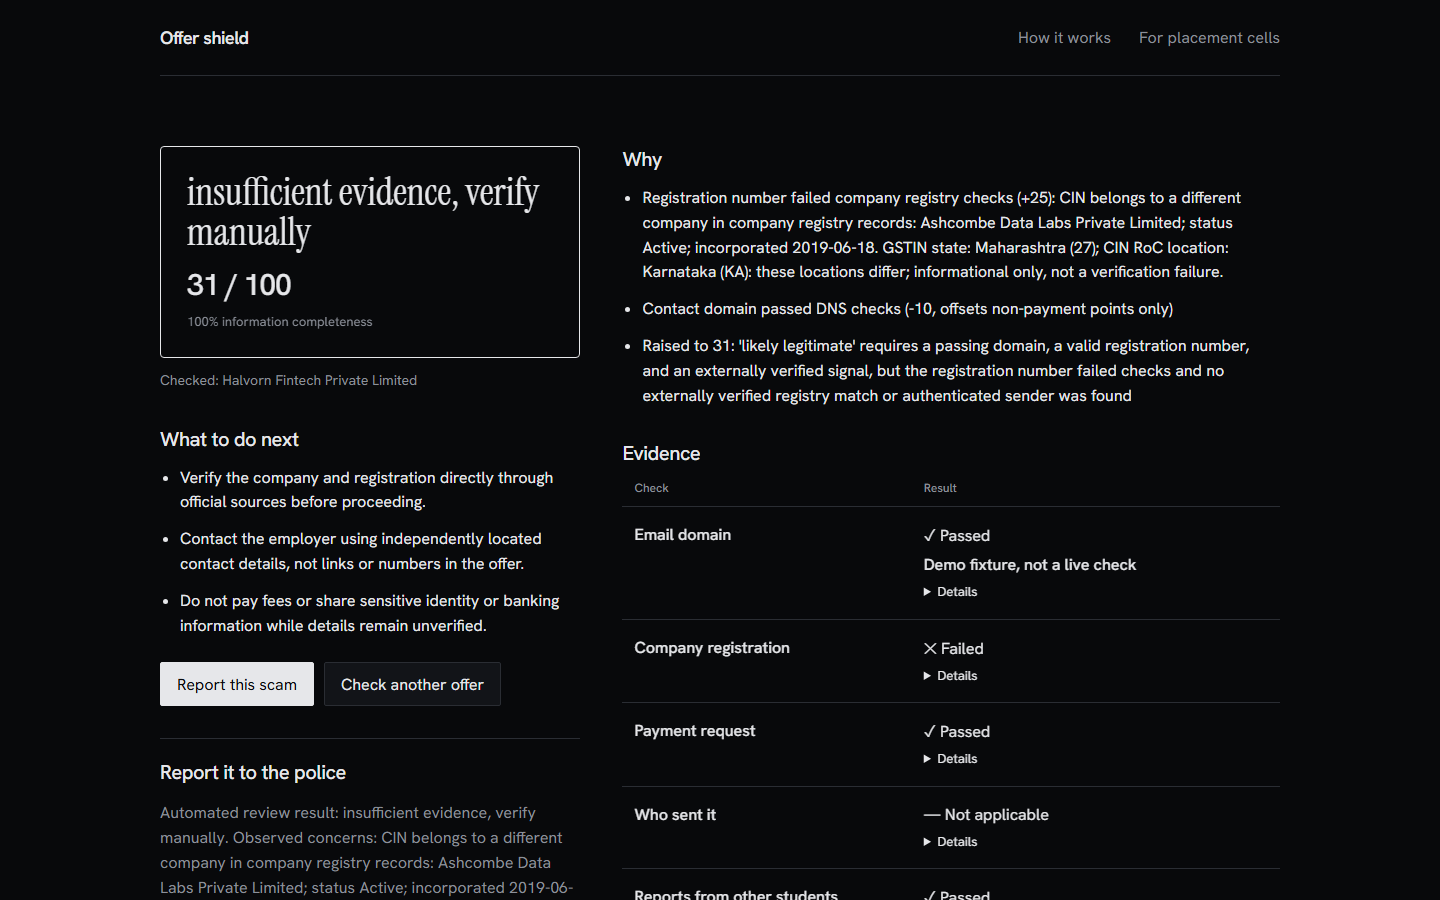 Offer shield
How it works
For placement cells
insufficient evidence, verify
manually
31 / 100
100% information completeness
Checked: Halvorn Fintech Private Limited
What to do next
• Verify the company and registration directly through
official sources before proceeding.
• Contact the employer using independently located
contact details, not links or numbers in the offer.
• Do not pay fees or share sensitive identity or banking
information while details remain unverified.
Report this scam
Check another offer
Report it to the police
Automated review result: insufficient evidence, verify
manually. Observed concerns: CIN belongs to a different
company in company registry records: Ashcombe Data
Labs Private Limited; status Active; incorporated 2019-06-
Why
• Registration number failed company registry checks (+25): CIN belongs to a different
company in company registry records: Ashcombe Data Labs Private Limited; status
Active; incorporated 2019-06-18. GSTIN state: Maharashtra (27); CIN RoC location:
Karnataka (KA): these locations differ; informational only, not a verification failure.
• Contact domain passed DNS checks (-10, offsets non-payment points only)
• Raised to 31: 'likely legitimate' requires a passing domain, a valid registration number,
and an externally verified signal, but the registration number failed checks and no
externally verified registry match or authenticated sender was found
Evidence
Check
Result
Email domain
✓ Passed
Demo fixture, not a live check
▶ Details
Company registration
✕ Failed
▶ Details
Payment request
✓ Passed
▶ Details
Who sent it
— Not applicable
▶ Details
Reports from other students
✓ Passed